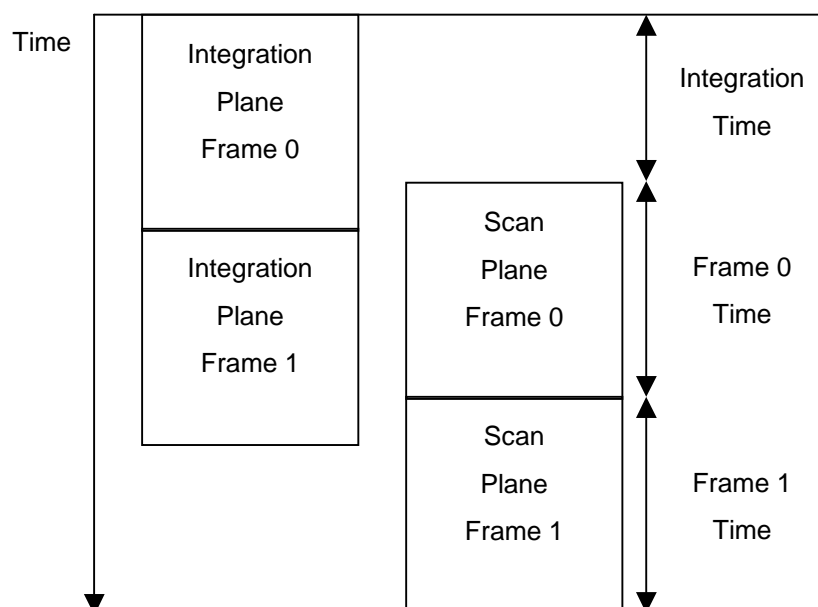 Time
Integration
Plane
Frame 0
Integration
Time
Integration
Plane
Frame 1
Scan
Plane
Frame 0
Frame 0
Time
Scan
Plane
Frame 1
Frame 1
Time